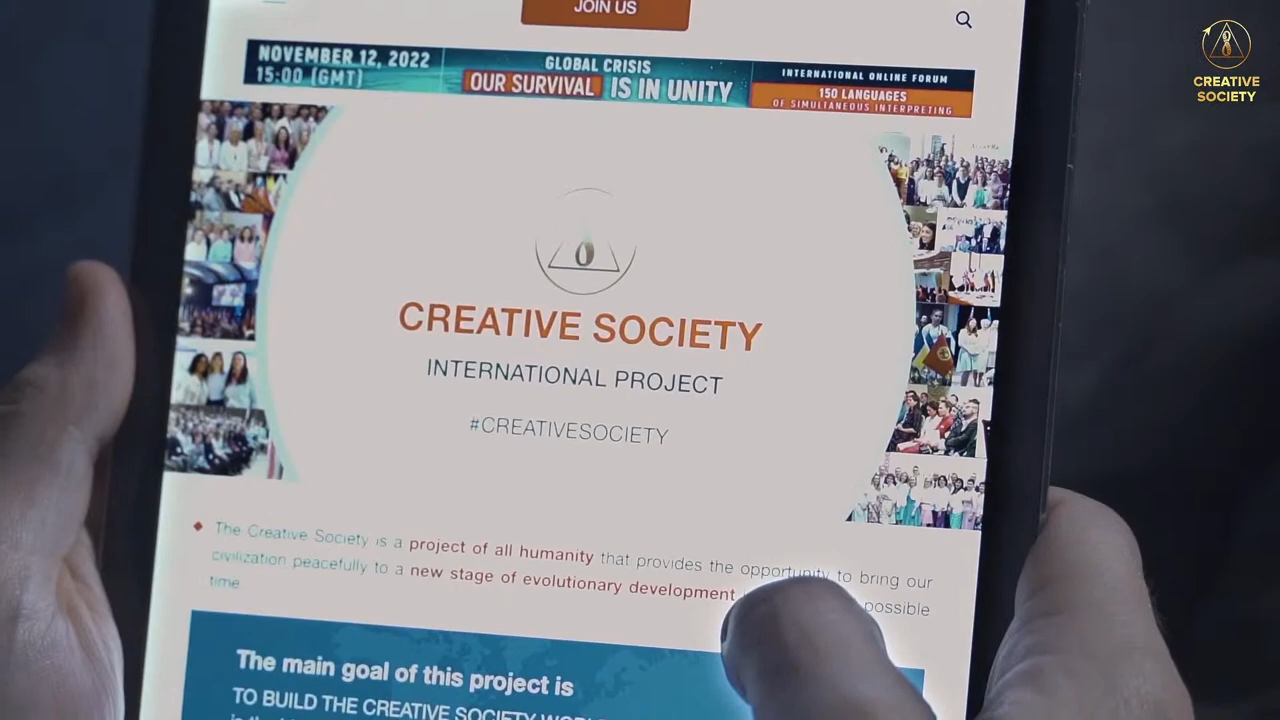 JOIN US
NOVEMBER 12, 2022
15:00 (GMT)
GLOBAL CRISIS
OUR SURVIVAL IS IN UNITY
INTERNATIONAL ONLINE FORUM
150 LANGUAGES
OF SIMULTANEOUS INTERPRETING
CREATIVE
SOCIETY
CREATIVE SOCIETY
INTERNATIONAL PROJECT
#CREATIVESOCIETY
The Creative Society is a project of all humanity that provides the opportunity to bring our
civilization peacefully to a new stage of evolutionary development possible
time
The main goal of this project is
TO BUILD THE CREATIVE SOCIETY